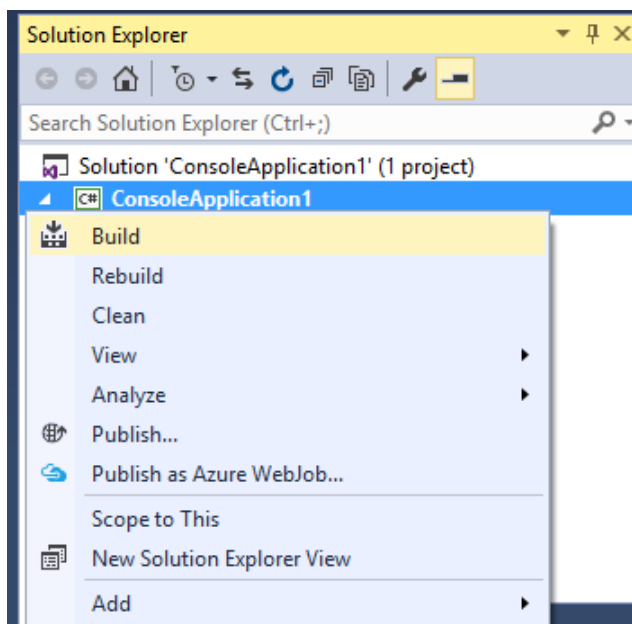 Solution Explorer
Search Solution Explorer (Ctrl+;)
Solution 'ConsoleApplication1' (1 project)
C# ConsoleApplication1
Build
Rebuild
Clean
View
Analyze
Publish...
Publish as Azure WebJob...
Scope to This
New Solution Explorer View
Add